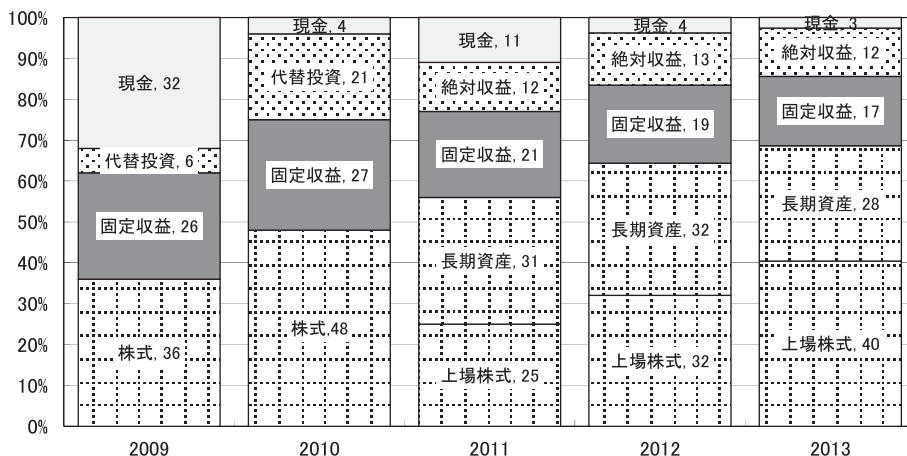 100%
90%
80%
70%
60%
50%
40%
30%
20%
10%
0%
現金, 32
代替投資, 6
固定収益, 26
株式, 36
現金, 4
代替投資, 21
固定収益, 27
株式,48
現金, 11
絶対収益, 12
固定収益, 21
長期資産, 31
上場株式, 25
現金, 4
絶対収益, 13
固定収益, 19
長期資産, 32
上場株式, 32
現金, 3
絶対収益, 12
固定収益, 17
長期資産, 28
上場株式, 40
2009
2010
2011
2012
2013